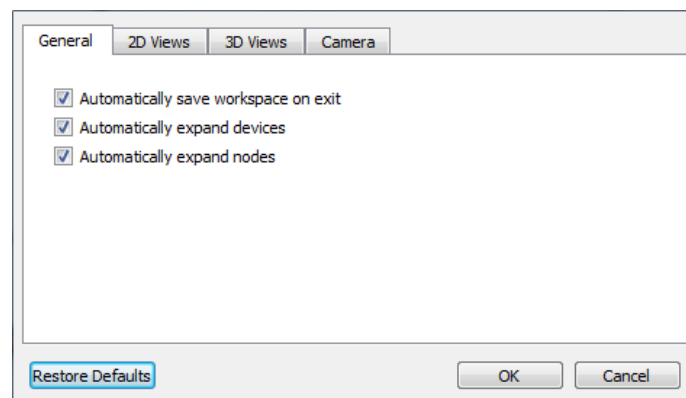 General 2D Views 3D Views Camera
Automatically save workspace on exit
Automatically expand devices
Automatically expand nodes
Restore Defaults OK Cancel